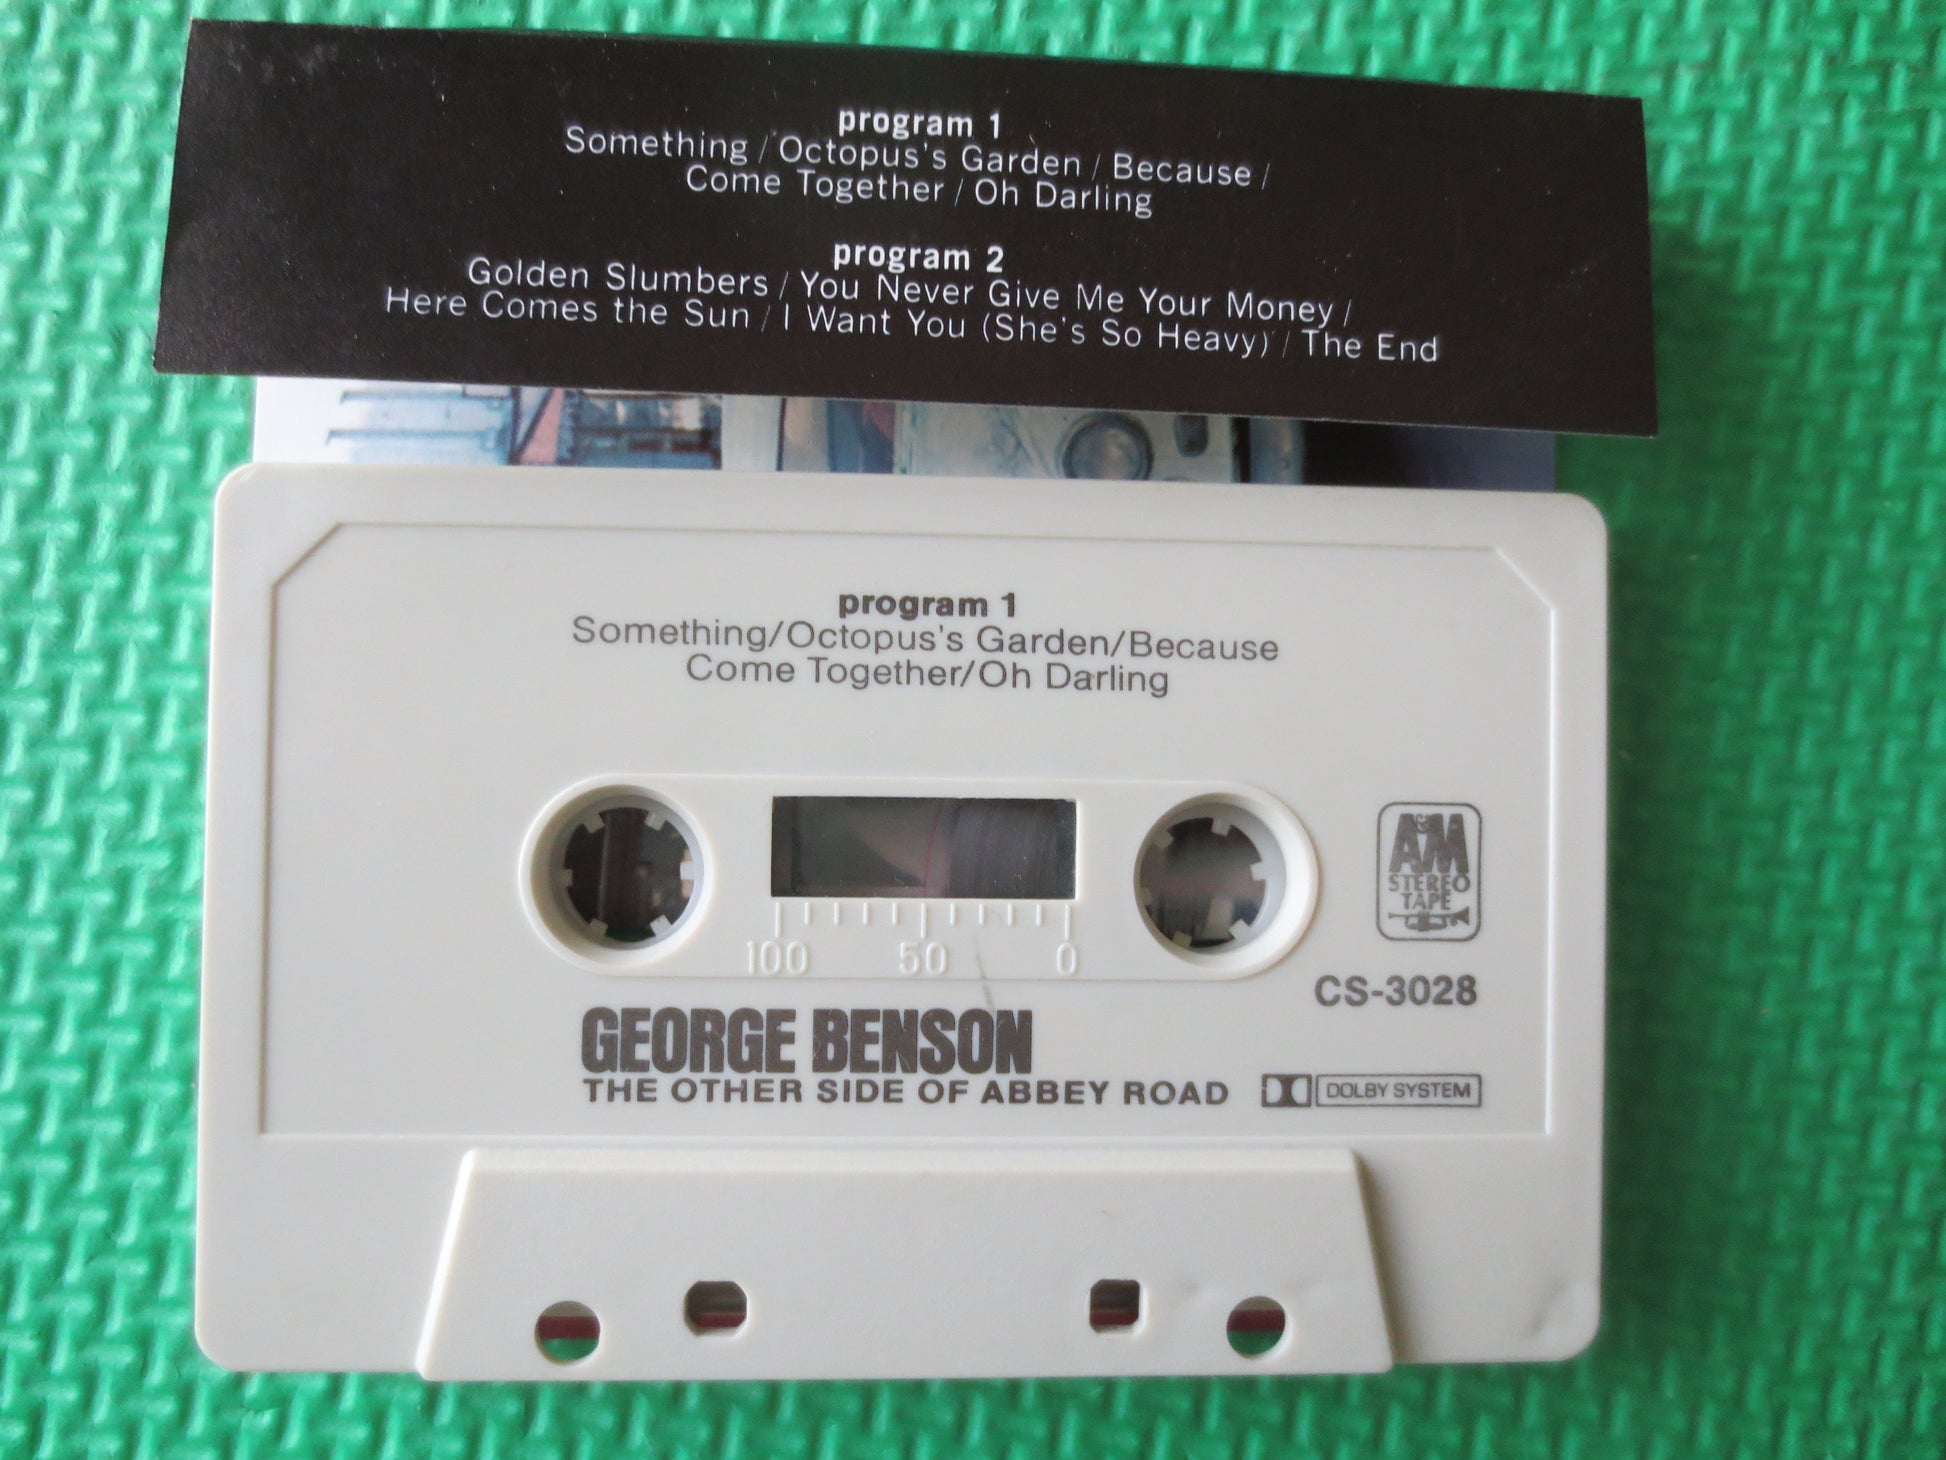 program 1
Something / Octopus's Garden / Because /
Come Together / Oh Darling
program 2
Golden Slumbers / You Never Give Me Your Money /
Here Comes the Sun / I Want You (She's So Heavy) / The End
program 1
Something/Octopus's Garden/Because
Come Together/Oh Darling
100 50 0
A&M
STEREO
TAPE
CS-3028
GEORGE BENSON
THE OTHER SIDE OF ABBEY ROAD
DOLBY SYSTEM